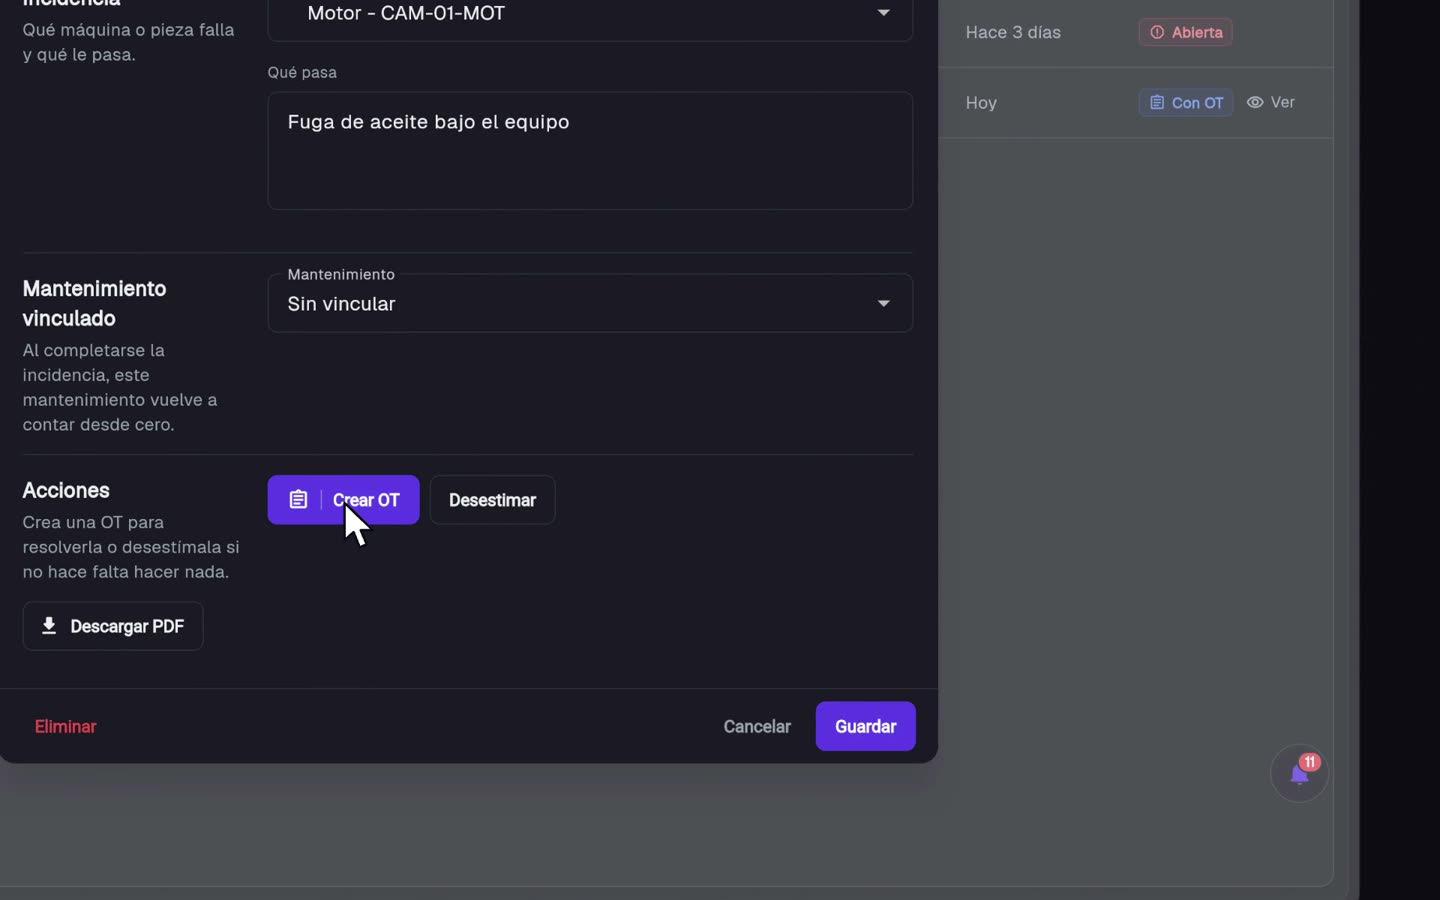 Incidencia
Qué máquina o pieza falla
y qué le pasa.
Motor - CAM-01-MOT
Qué pasa
Fuga de aceite bajo el equipo
Mantenimiento
vinculado
Al completarse la
incidencia, este
mantenimiento vuelve a
contar desde cero.
Mantenimiento
Sin vincular
Acciones
Crea una OT para
resolverla o desestímala si
no hace falta hacer nada.
Crear OT
Desestimar
Descargar PDF
Eliminar
Cancelar
Guardar
Hace 3 días
Abierta
Hoy
Con OT
Ver
11